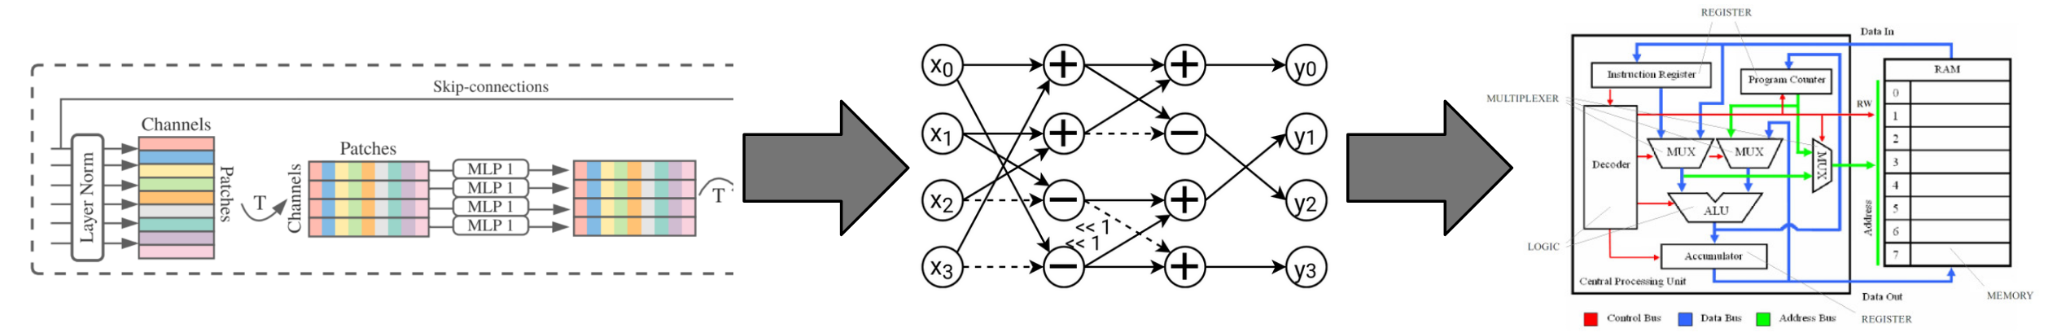 Skip-connections
Layer Norm
Channels
Patches
T
Channels
Patches
MLP 1
MLP 1
MLP 1
MLP 1
T
x0
x1
x2
x3
+
+
−
−
<< 1
<< 1
+
−
+
+
y0
y1
y2
y3
REGISTER
Data In
Instruction Register
Program Counter
RAM
MULTIPLEXER
RW
0
1
2
3
4
5
6
7
Decoder
MUX
MUX
MUX
ALU
Address
LOGIC
Accumulator
Central Processing Unit
Data Out
MEMORY
REGISTER
Control Bus
Data Bus
Address Bus